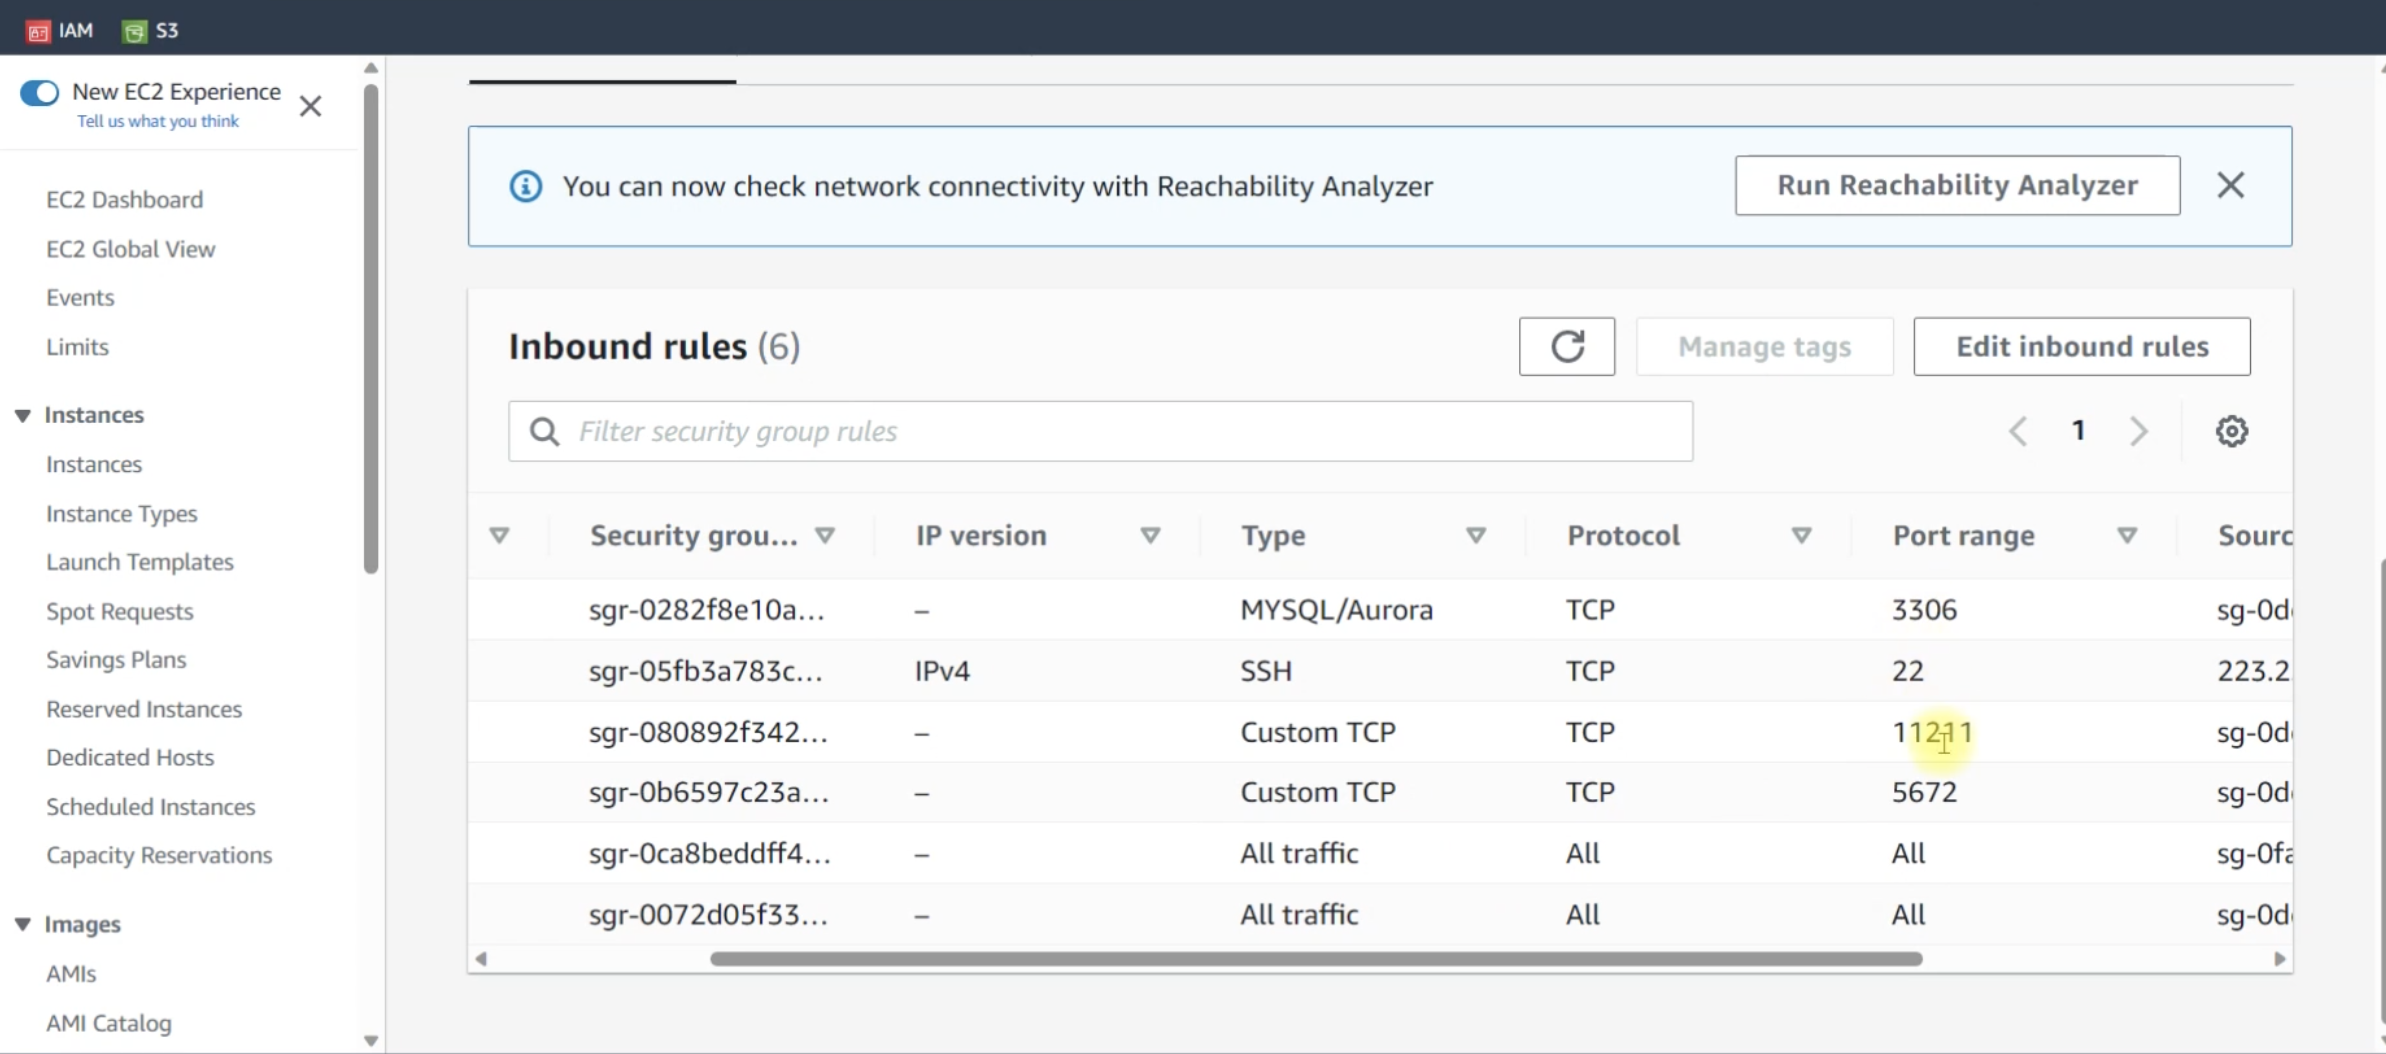 IAM S3
New EC2 Experience
Tell us what you think
EC2 Dashboard
EC2 Global View
Events
Limits
Instances
Instances
Instance Types
Launch Templates
Spot Requests
Savings Plans
Reserved Instances
Dedicated Hosts
Scheduled Instances
Capacity Reservations
Images
AMIs
AMI Catalog
You can now check network connectivity with Reachability Analyzer
Run Reachability Analyzer
Inbound rules (6)
Manage tags
Edit inbound rules
Filter security group rules
1
Security grou... IP version Type Protocol Port range Sourc
sgr-0282f8e10a... – MYSQL/Aurora TCP 3306 sg-0d
sgr-05fb3a783c... IPv4 SSH TCP 22 223.2
sgr-080892f342... – Custom TCP TCP 11211 sg-0d
sgr-0b6597c23a... – Custom TCP TCP 5672 sg-0d
sgr-0ca8beddff4... – All traffic All All sg-0fa
sgr-0072d05f33... – All traffic All All sg-0d